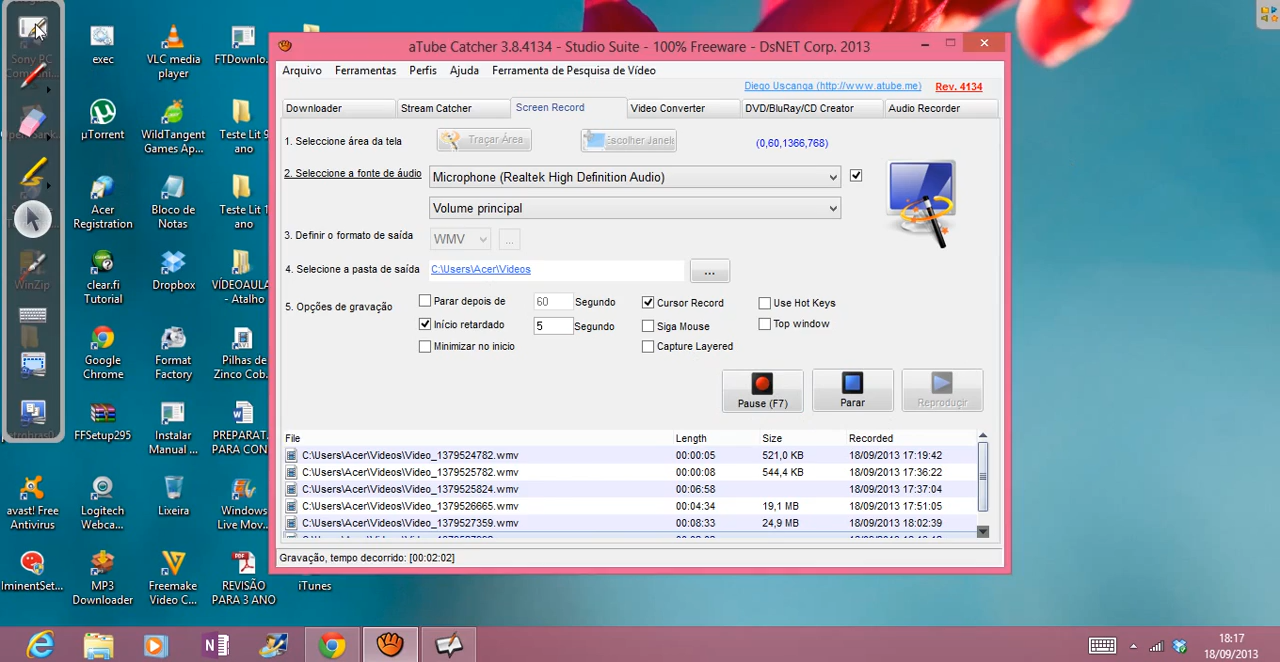 aTube Catcher 3.8.4134 - Studio Suite - 100% Freeware - DsNET Corp. 2013
Arquivo Ferramentas Perfis Ajuda Ferramenta de Pesquisa de Vídeo
Diego Uscanga (http://www.atube.me) Rev. 4134
Downloader Stream Catcher Screen Record Video Converter DVD/BluRay/CD Creator Audio Recorder
1. Seleccione área da tela Traçar Área Escolher Janela (0,60,1366,768)
2. Seleccione a fonte de áudio Microphone (Realtek High Definition Audio)
Volume principal
3. Definir o formato de saída WMV ...
4. Selecione a pasta de saída C:\Users\Acer\Videos ...
5. Opções de gravação
Parar depois de 60 Segundo Cursor Record Use Hot Keys
Início retardado 5 Segundo Siga Mouse Top window
Minimizar no inicio Capture Layered
Pause (F7) Parar Reproduçir
File Length Size Recorded
C:\Users\Acer\Videos\Video_1379524782.wmv 00:00:05 521,0 KB 18/09/2013 17:19:42
C:\Users\Acer\Videos\Video_1379525782.wmv 00:00:08 544,4 KB 18/09/2013 17:36:22
C:\Users\Acer\Videos\Video_1379525824.wmv 00:06:58 18/09/2013 17:37:04
C:\Users\Acer\Videos\Video_1379526665.wmv 00:04:34 19,1 MB 18/09/2013 17:51:05
C:\Users\Acer\Videos\Video_1379527359.wmv 00:08:33 24,9 MB 18/09/2013 18:02:39
Gravação, tempo decorrido: [00:02:02]
Sony PC
WinZip
exec
VLC media
player
FTDownlo...
µTorrent
WildTangent
Games Ap...
Teste Lit 9
ano
Acer
Registration
Bloco de
Notas
Teste Lit 1
ano
clear.fi
Tutorial
Dropbox
VÍDEOAULA
- Atalho
Google
Chrome
Format
Factory
Pilhas de
Zinco Cob...
FFSetup295
Instalar
Manual ...
PREPARAT...
PARA CON...
avast! Free
Antivirus
Logitech
Webca...
Lixeira
Windows
Live Mov...
IminentSet...
MP3
Downloader
Freemake
Video C...
REVISÃO
PARA 3 ANO
iTunes
18:17
18/09/2013